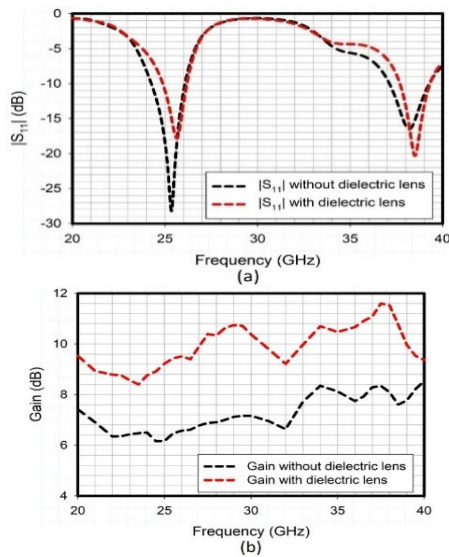 0
-5
-10
-15
-20
-25
-30
|S11| (dB)
|S11| without dielectric lens
|S11| with dielectric lens
20 25 30 35 40
Frequency (GHz)
(a)
12
10
8
6
4
Gain (dB)
Gain without dielectric lens
Gain with dielectric lens
20 25 30 35 40
Frequency (GHz)
(b)